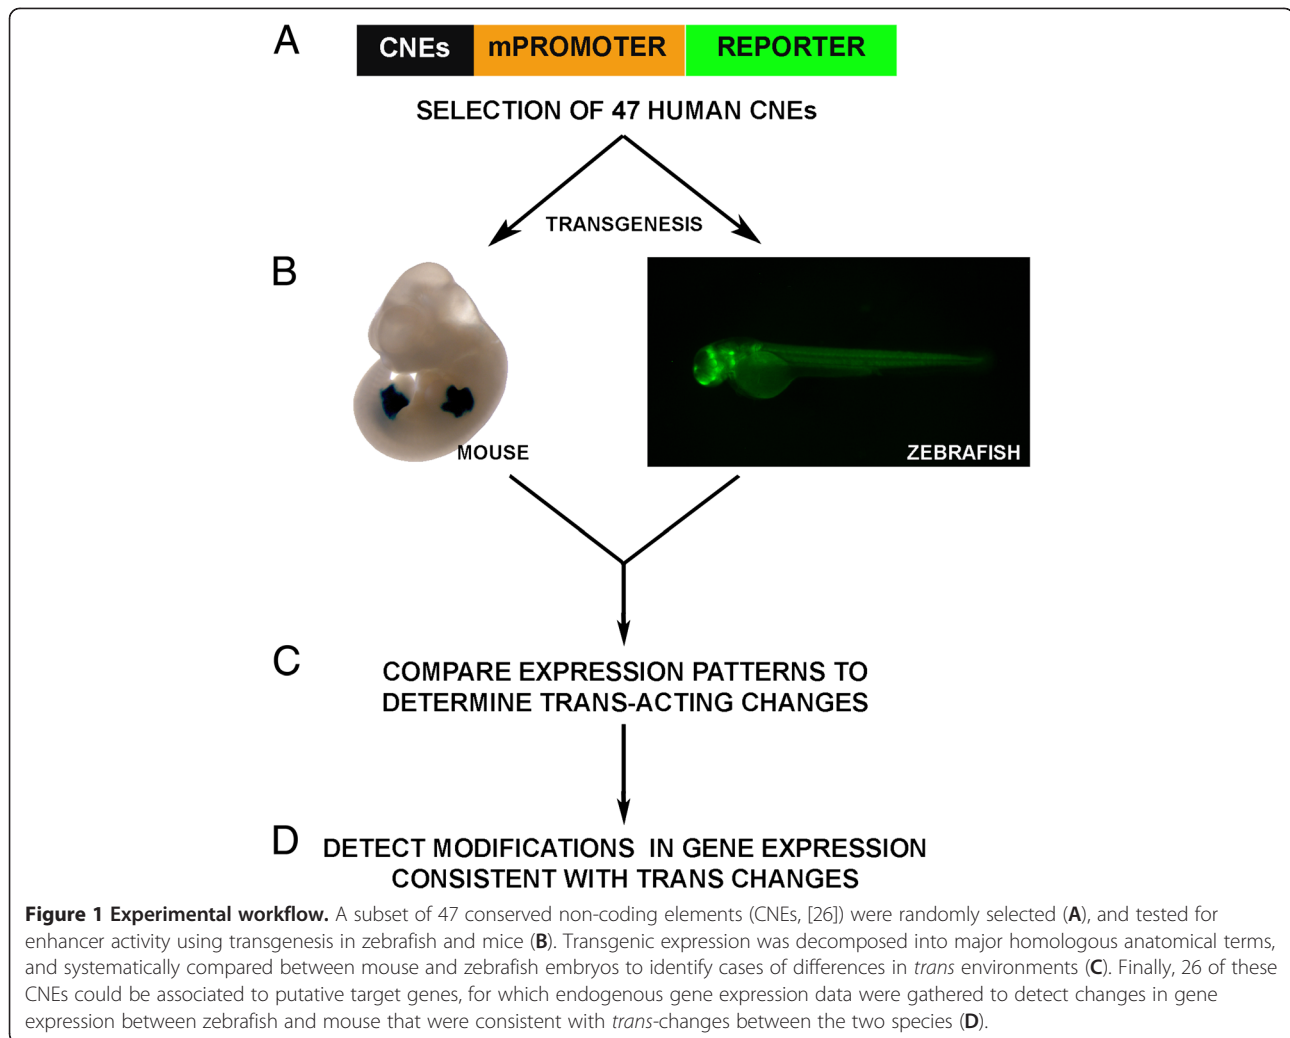 A
CNEs mPROMOTER REPORTER
SELECTION OF 47 HUMAN CNEs
TRANSGENESIS
B
MOUSE
ZEBRAFISH
C
COMPARE EXPRESSION PATTERNS TO
DETERMINE TRANS-ACTING CHANGES
D
DETECT MODIFICATIONS IN GENE EXPRESSION
CONSISTENT WITH TRANS CHANGES
Figure 1 Experimental workflow. A subset of 47 conserved non-coding elements (CNEs, [26]) were randomly selected (A), and tested for
enhancer activity using transgenesis in zebrafish and mice (B). Transgenic expression was decomposed into major homologous anatomical terms,
and systematically compared between mouse and zebrafish embryos to identify cases of differences in trans environments (C). Finally, 26 of these
CNEs could be associated to putative target genes, for which endogenous gene expression data were gathered to detect changes in gene
expression between zebrafish and mouse that were consistent with trans-changes between the two species (D).